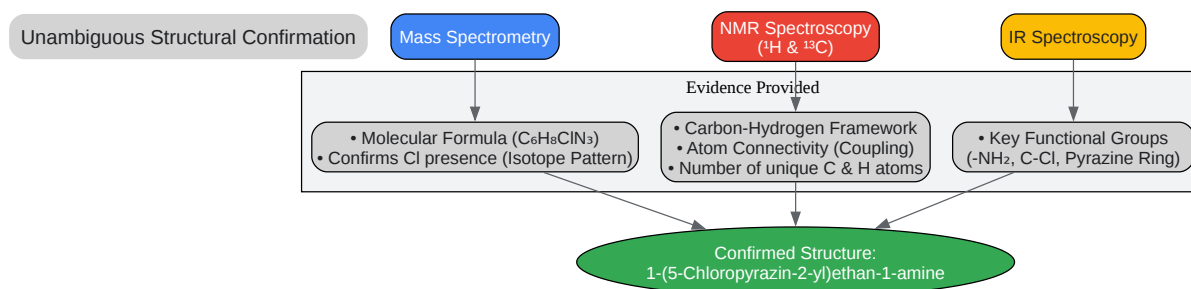 Unambiguous Structural Confirmation
Mass Spectrometry
NMR Spectroscopy
(¹H & ¹³C)
IR Spectroscopy
Evidence Provided
• Molecular Formula (C₆H₈ClN₃)
• Confirms Cl presence (Isotope Pattern)
• Carbon-Hydrogen Framework
• Atom Connectivity (Coupling)
• Number of unique C & H atoms
• Key Functional Groups
(-NH₂, C-Cl, Pyrazine Ring)
Confirmed Structure:
1-(5-Chloropyrazin-2-yl)ethan-1-amine